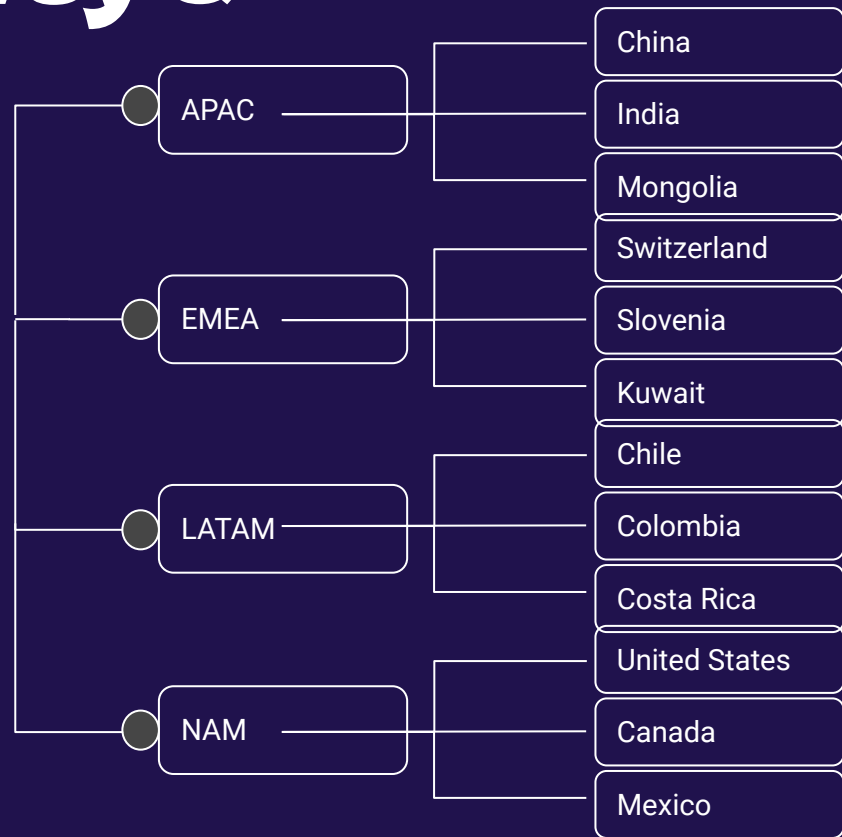 APAC
China
India
Mongolia
EMEA
Switzerland
Slovenia
Kuwait
LATAM
Chile
Colombia
Costa Rica
NAM
United States
Canada
Mexico